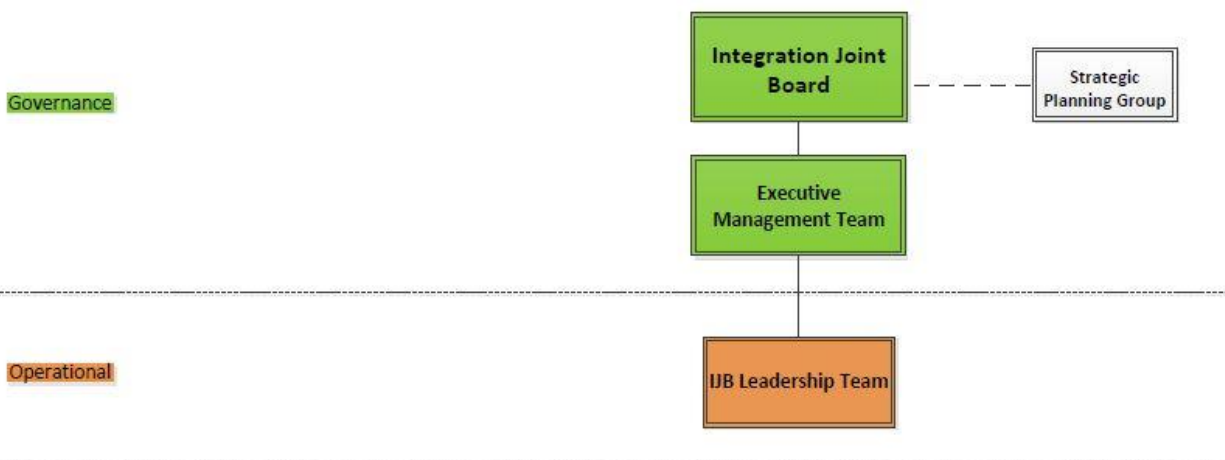 Integration Joint
Board
Strategic
Planning Group
Governance
Executive
Management Team
Operational
IJB Leadership Team